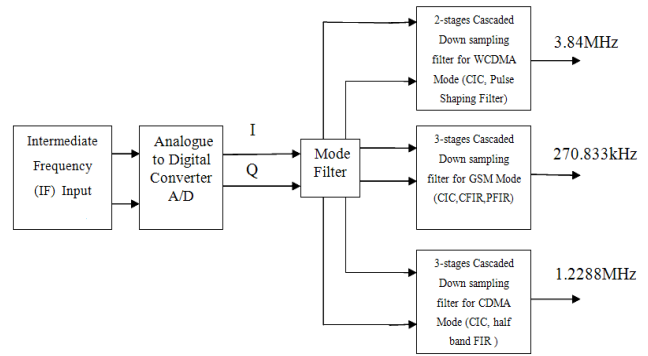 Intermediate
Frequency
(IF) Input
Analogue
to Digital
Converter
A/D
I
Q
Mode
Filter
2-stages Cascaded
Down sampling
filter for WCDMA
Mode (CIC, Pulse
Shaping Filter)
3.84MHz
3-stages Cascaded
Down sampling
filter for GSM Mode
(CIC,CFIR,PFIR)
270.833kHz
3-stages Cascaded
Down sampling
filter for CDMA
Mode (CIC, half
band FIR )
1.2288MHz